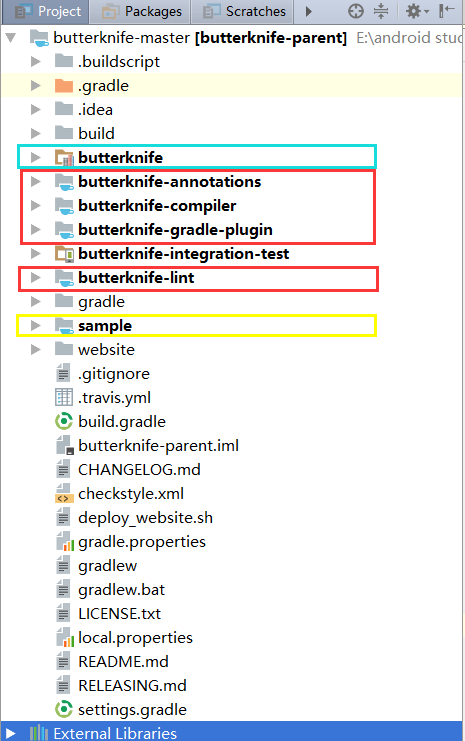 Project Packages Scratches
butterknife-master [butterknife-parent] E:\android stud
.buildscript
.gradle
.idea
build
butterknife
butterknife-annotations
butterknife-compiler
butterknife-gradle-plugin
butterknife-integration-test
butterknife-lint
gradle
sample
website
.gitignore
.travis.yml
build.gradle
butterknife-parent.iml
CHANGELOG.md
checkstyle.xml
deploy_website.sh
gradle.properties
gradlew
gradlew.bat
LICENSE.txt
local.properties
README.md
RELEASING.md
settings.gradle
External Libraries